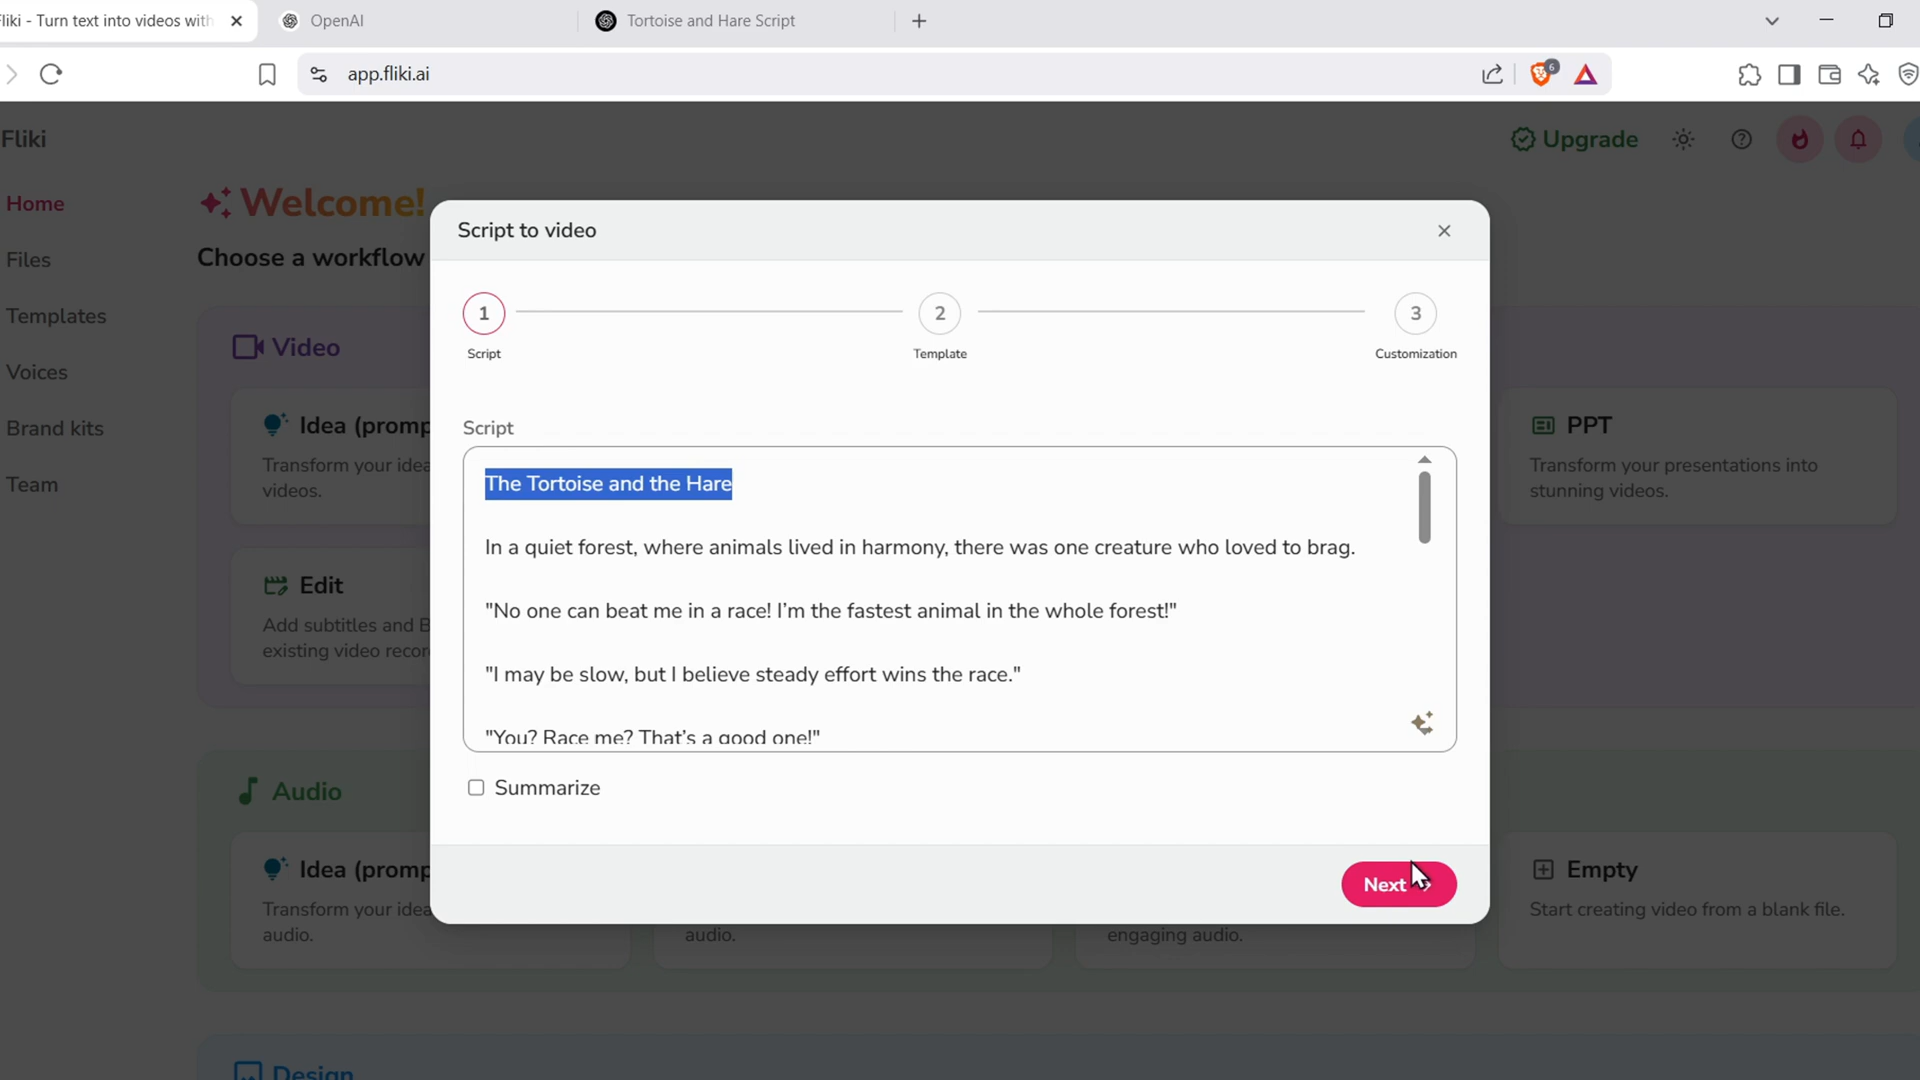 Fliki - Turn text into videos with
OpenAI
Tortoise and Hare Script
app.fliki.ai
6
Fliki
Upgrade
Home
Files
Templates
Voices
Brand kits
Team
Welcome!
Choose a workflow
Video
Idea (promp
Transform your idea
videos.
Edit
Add subtitles and B
existing video recor
PPT
Transform your presentations into
stunning videos.
Script to video
1
2
3
Script
Template
Customization
Script
The Tortoise and the Hare
In a quiet forest, where animals lived in harmony, there was one creature who loved to brag.
"No one can beat me in a race! I’m the fastest animal in the whole forest!"
"I may be slow, but I believe steady effort wins the race."
"You? Race me? That’s a good one!"
Summarize
Next
Audio
Idea (promp
Transform your idea
audio.
audio.
engaging audio.
Empty
Start creating video from a blank file.
Design